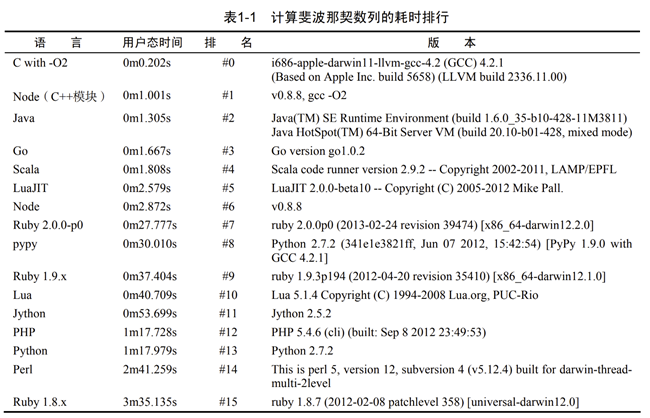 表1-1 计算斐波那契数列的耗时排行
语 言 用户态时间 排 名 版 本
C with -O2 0m0.202s #0 i686-apple-darwin11-llvm-gcc-4.2 (GCC) 4.2.1
(Based on Apple Inc. build 5658) (LLVM build 2336.11.00)
Node（C++模块） 0m1.001s #1 v0.8.8, gcc -O2
Java 0m1.305s #2 Java(TM) SE Runtime Environment (build 1.6.0_35-b10-428-11M3811)
Java HotSpot(TM) 64-Bit Server VM (build 20.10-b01-428, mixed mode)
Go 0m1.667s #3 Go version go1.0.2
Scala 0m1.808s #4 Scala code runner version 2.9.2 -- Copyright 2002-2011, LAMP/EPFL
LuaJIT 0m2.579s #5 LuaJIT 2.0.0-beta10 -- Copyright (C) 2005-2012 Mike Pall.
Node 0m2.872s #6 v0.8.8
Ruby 2.0.0-p0 0m27.777s #7 ruby 2.0.0p0 (2013-02-24 revision 39474) [x86_64-darwin12.2.0]
pypy 0m30.010s #8 Python 2.7.2 (341e1e3821ff, Jun 07 2012, 15:42:54) [PyPy 1.9.0 with
GCC 4.2.1]
Ruby 1.9.x 0m37.404s #9 ruby 1.9.3p194 (2012-04-20 revision 35410) [x86_64-darwin12.1.0]
Lua 0m40.709s #10 Lua 5.1.4 Copyright (C) 1994-2008 Lua.org, PUC-Rio
Jython 0m53.699s #11 Jython 2.5.2
PHP 1m17.728s #12 PHP 5.4.6 (cli) (built: Sep 8 2012 23:49:53)
Python 1m17.979s #13 Python 2.7.2
Perl 2m41.259s #14 This is perl 5, version 12, subversion 4 (v5.12.4) built for darwin-thread-
multi-2level
Ruby 1.8.x 3m35.135s #15 ruby 1.8.7 (2012-02-08 patchlevel 358) [universal-darwin12.0]